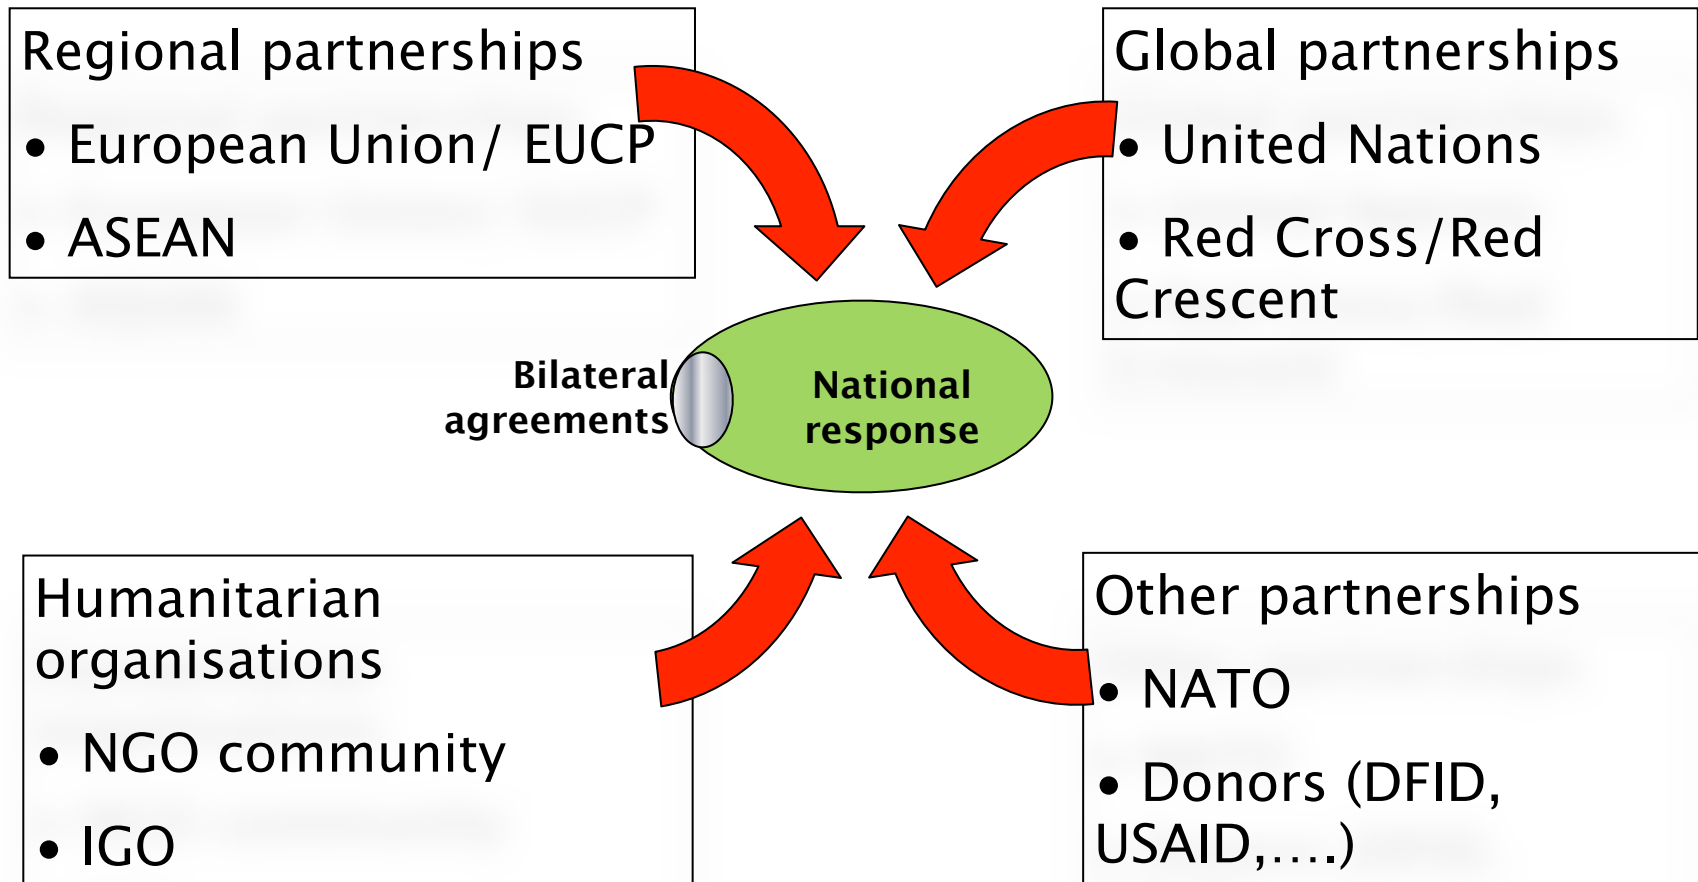 Regional partnerships
• European Union/ EUCP
• ASEAN
Global partnerships
• United Nations
• Red Cross/Red
Crescent
Bilateral
agreements
National
response
Humanitarian
organisations
• NGO community
• IGO
Other partnerships
• NATO
• Donors (DFID,
USAID,....)